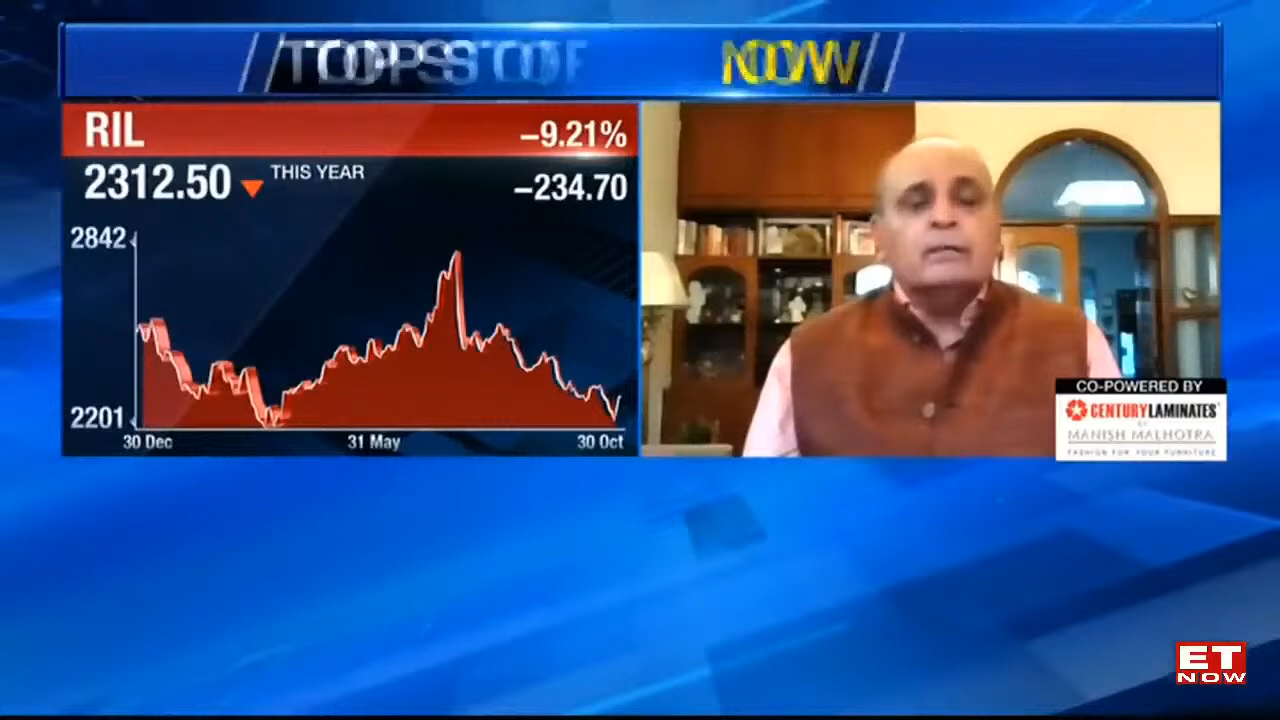 NOW
RIL
–9.21%
2312.50
THIS YEAR
–234.70
2842
2201
30 Dec
31 May
30 Oct
CO-POWERED BY
CENTURYLAMINATES
BY
MANISH MALHOTRA
FASHION FOR YOUR FURNITURE
ET
NOW